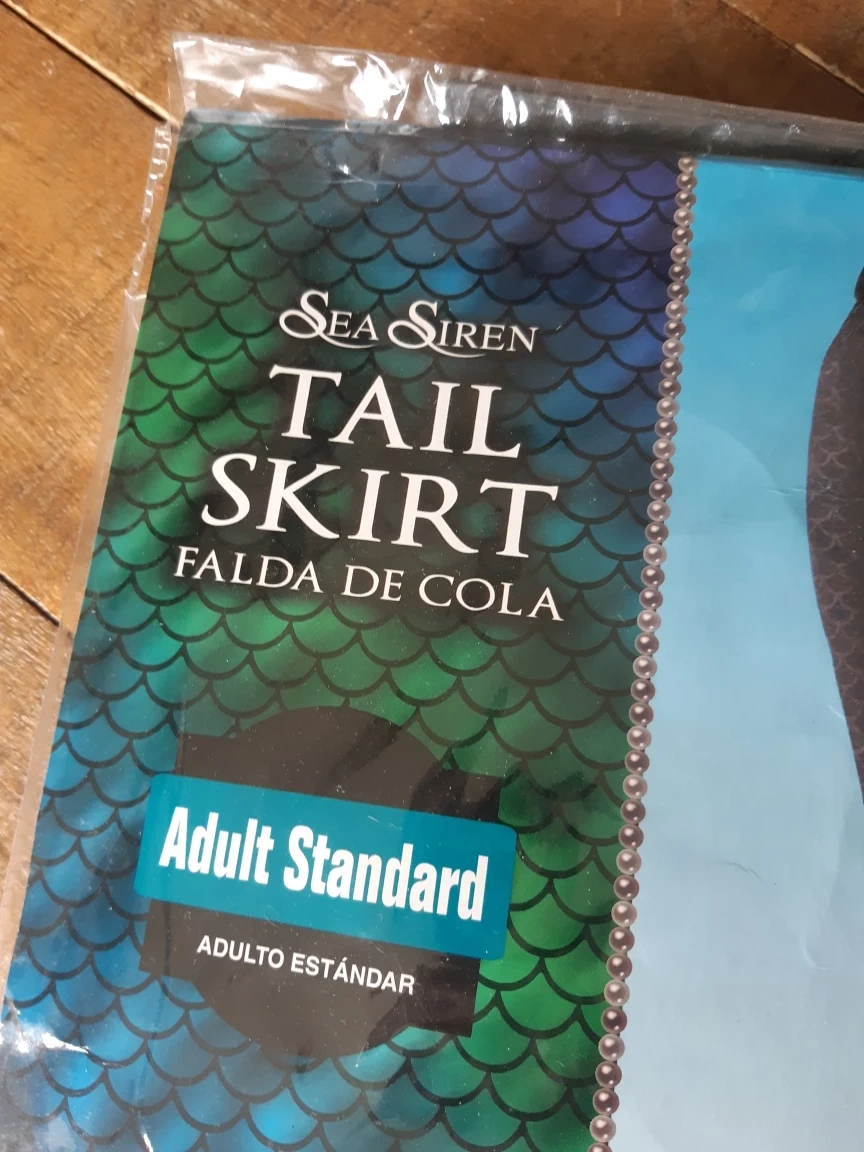 SEA SIREN
TAIL
SKIRT
FALDA DE COLA
Adult Standard
ADULTO ESTÁNDAR